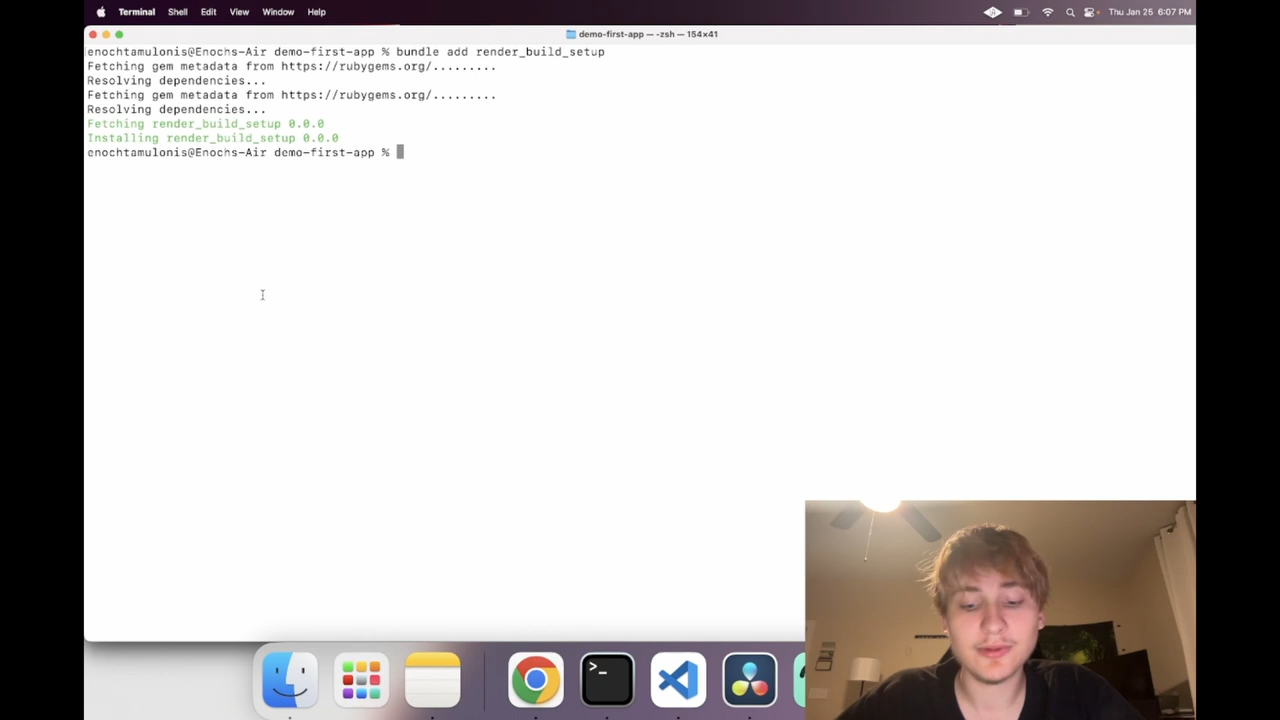 Terminal Shell Edit View Window Help Thu Jan 25 6:07 PM
demo-first-app — -zsh — 154×41
enochtamulonis@Enochs-Air demo-first-app % bundle add render_build_setup
Fetching gem metadata from https://rubygems.org/.........
Resolving dependencies...
Fetching gem metadata from https://rubygems.org/.........
Resolving dependencies...
Fetching render_build_setup 0.0.0
Installing render_build_setup 0.0.0
enochtamulonis@Enochs-Air demo-first-app %
>_